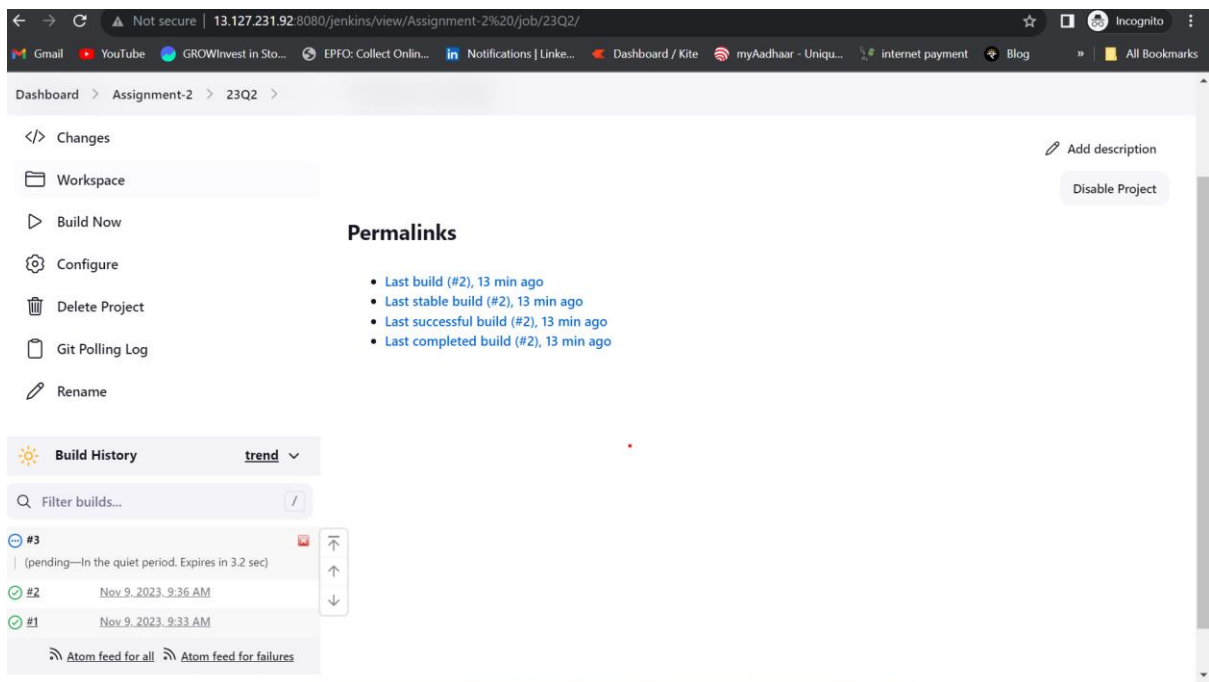 Not secure | 13.127.231.92:8080/jenkins/view/Assignment-2%20/job/23Q2/ Incognito
Gmail YouTube GROWInvest in Sto... EPFO: Collect Onlin... Notifications | Linke... Dashboard / Kite myAadhaar - Uniqu... internet payment Blog » All Bookmarks
Dashboard > Assignment-2 > 23Q2 >
</> Changes
Add description
Workspace
Disable Project
Build Now
Permalinks
Configure
Last build (#2), 13 min ago
Delete Project
Last stable build (#2), 13 min ago
Last successful build (#2), 13 min ago
Last completed build (#2), 13 min ago
Git Polling Log
Rename
Build History trend
Filter builds... /
#3
(pending—In the quiet period. Expires in 3.2 sec)
#2 Nov 9, 2023, 9:36 AM
#1 Nov 9, 2023, 9:33 AM
Atom feed for all Atom feed for failures